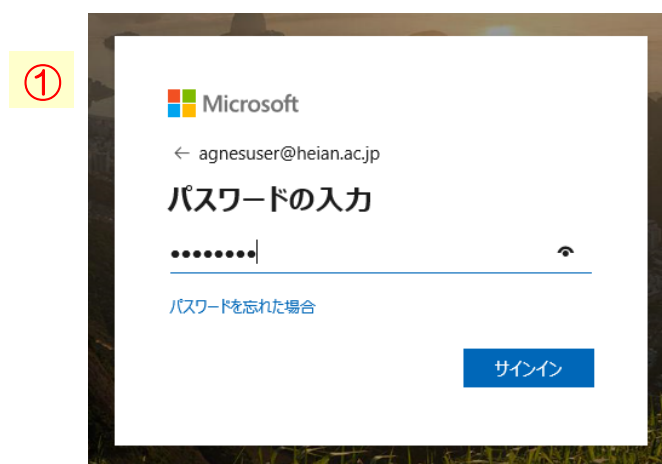 ①
Microsoft
← agnesuser@heian.ac.jp
パスワードの入力
••••••••
パスワードを忘れた場合
サインイン